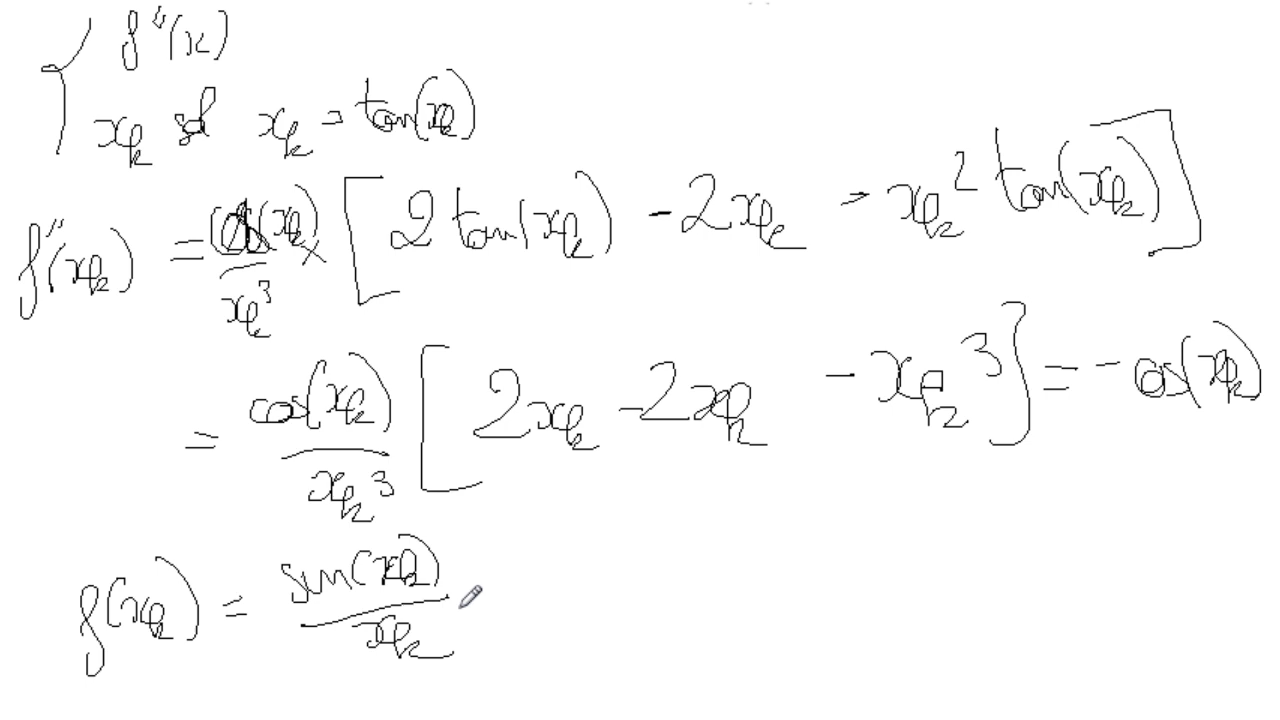 f''(x)
x_k st x_k = tan(x_k)
f''(x_k) = cos(x_k)/x_k^3 × [2 tan(x_k) - 2x_k - x_k^2 tan(x_k)]
= cos(x_k)/x_k^3 [2x_k - 2x_k - x_k^3] = - cos(x_k)
f(x_k) = sin(x_k)/x_k